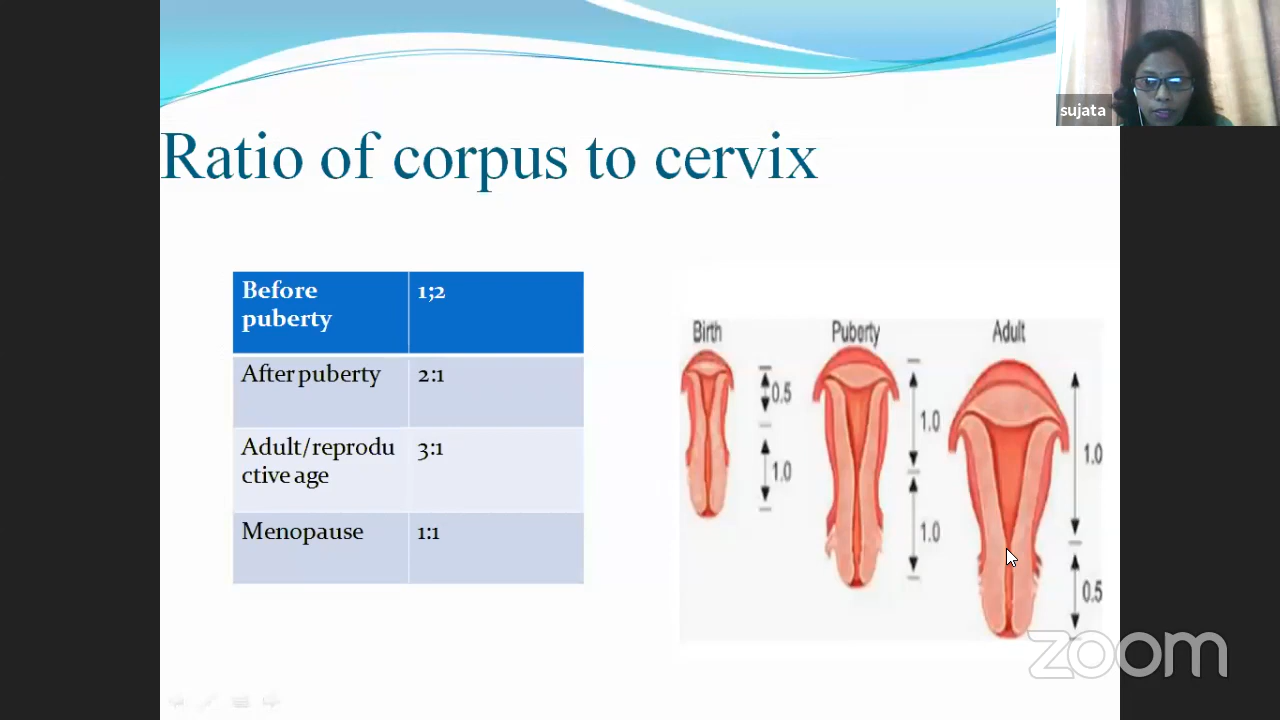 sujata
Ratio of corpus to cervix
Before
puberty
1;2
After puberty
2:1
Adult/reprodu
ctive age
3:1
Menopause
1:1
Birth
Puberty
Adult
0.5
1.0
1.0
1.0
1.0
0.5
zoom